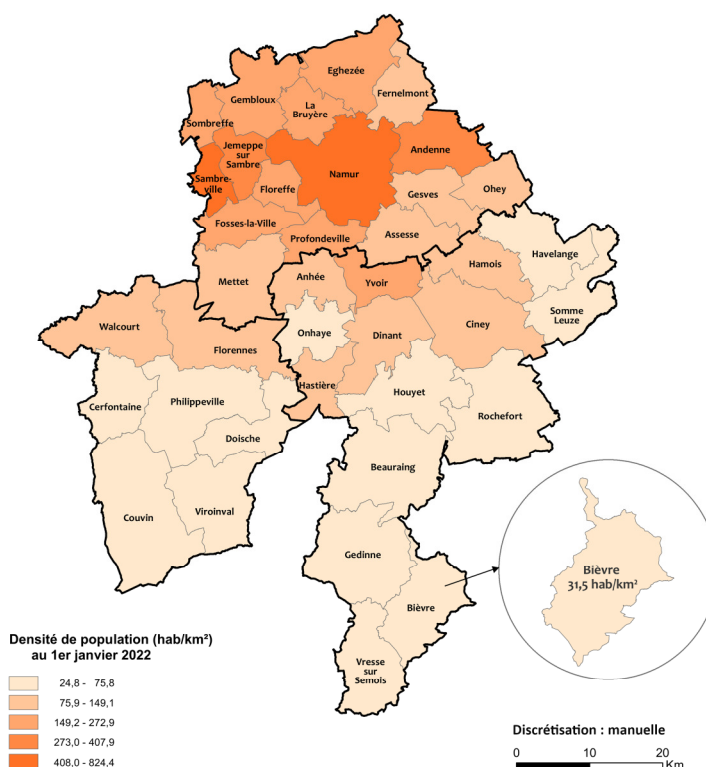 Eghezée
Gembloux
Fernelmont
La
Bruyère
Sombreffe
Jemeppe
sur
Sambre
Andenne
Namur
Sambre-
ville
Floreffe
Gesves
Ohey
Fosses-la-Ville
Profondeville
Assesse
Havelange
Hamois
Mettet
Anhée
Yvoir
Somme
Leuze
Walcourt
Onhaye
Dinant
Ciney
Florennes
Hastière
Houyet
Cerfontaine
Philippeville
Rochefort
Doische
Beauraing
Couvin
Viroinval
Gedinne
Bièvre
31,5 hab/km²
Bièvre
Vresse
sur
Semois
Densité de population (hab/km²)
au 1er janvier 2022
24,8 - 75,8
75,9 - 149,1
149,2 - 272,9
273,0 - 407,9
408,0 - 824,4
Discrétisation : manuelle
0 10 20
Km